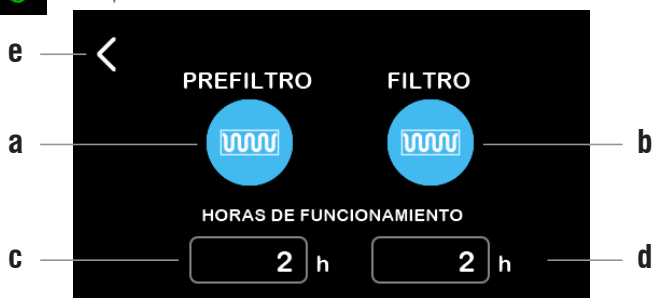 e
PREFILTRO FILTRO
a b
HORAS DE FUNCIONAMIENTO
c 2 h 2 h d